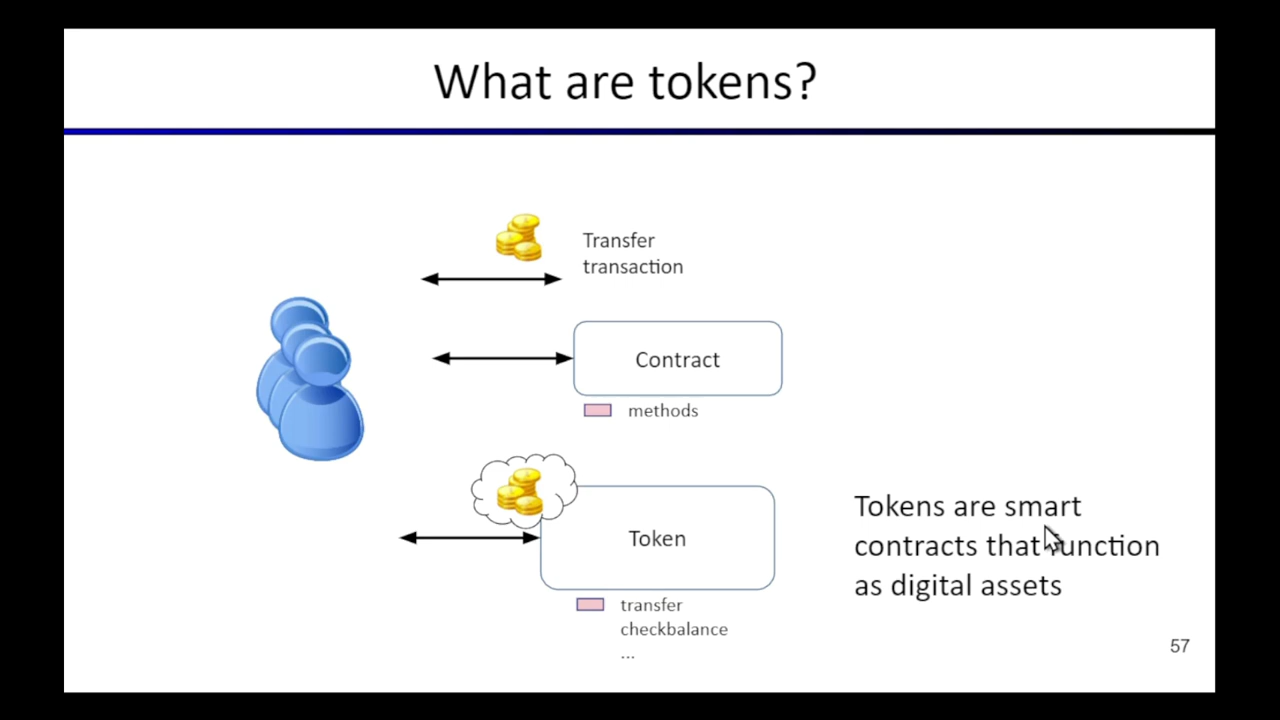 What are tokens?
Transfer
transaction
Contract
methods
Token
transfer
checkbalance
...
Tokens are smart
contracts that function
as digital assets
57